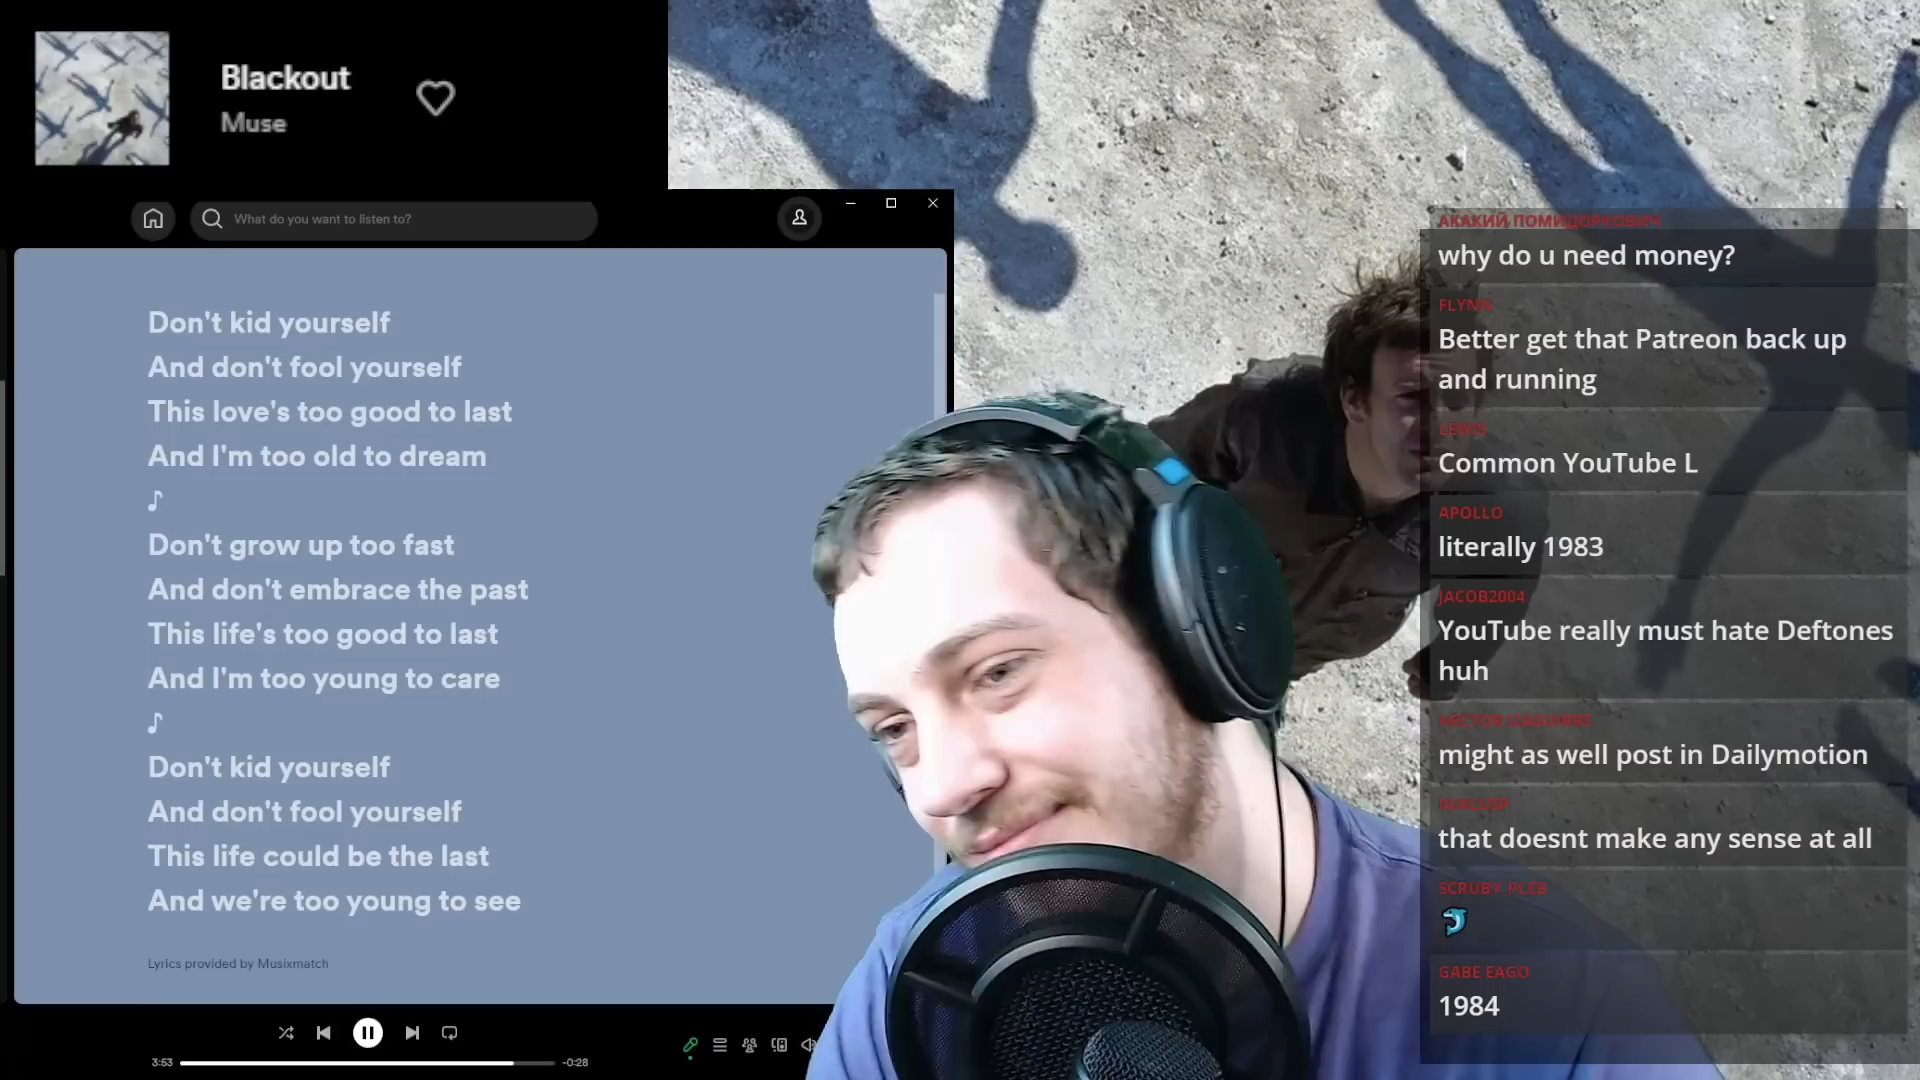 Blackout
Muse
What do you want to listen to?
Don't kid yourself
And don't fool yourself
This love's too good to last
And I'm too old to dream
♪
Don't grow up too fast
And don't embrace the past
This life's too good to last
And I'm too young to care
♪
Don't kid yourself
And don't fool yourself
This life could be the last
And we're too young to see
Lyrics provided by Musixmatch
3:53
-0:28
АКАКИЙ ПОМИДОРКОВИЧ
why do u need money?
FLYNN
Better get that Patreon back up
and running
LEWIS
Common YouTube L
APOLLO
literally 1983
JACOB2004
YouTube really must hate Deftones
huh
might as well post in Dailymotion
that doesnt make any sense at all
SCRUBY PLEB
GABE EAGO
1984